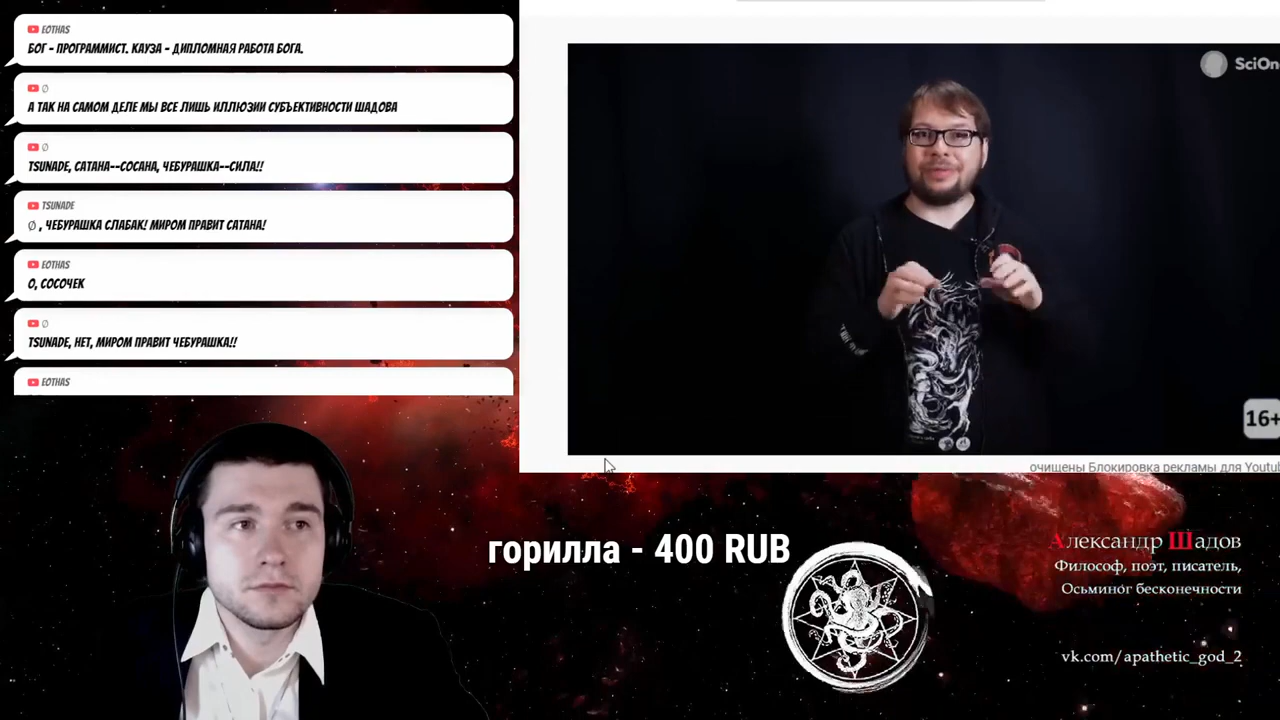 EOTHAS
БОГ - ПРОГРАММИСТ. КАУЗА - ДИПЛОМНАЯ РАБОТА БОГА.
Ø
А ТАК НА САМОМ ДЕЛЕ МЫ ВСЕ ЛИШЬ ИЛЛЮЗИИ СУБЪЕКТИВНОСТИ ШАДОВА
Ø
TSUNADE, САТАНА--СОСАНА, ЧЕБУРАШКА--СИЛА!!
TSUNADE
Ø , ЧЕБУРАШКА СЛАБАК! МИРОМ ПРАВИТ САТАНА!
EOTHAS
О, СОСОЧЕК
Ø
TSUNADE, НЕТ, МИРОМ ПРАВИТ ЧЕБУРАШКА!!
EOTHAS
SciOn
16+
очищены Блокировка рекламы для Youtub
горилла - 400 RUB
Александр Шадов
Философ, поэт, писатель,
Осьминог бесконечности
vk.com/apathetic_god_2